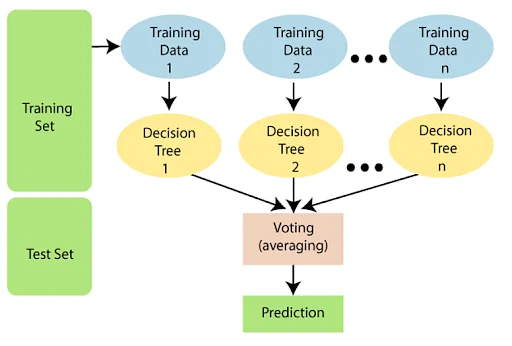 Training
Set
Training
Data
1
Training
Data
2
Training
Data
n
Decision
Tree
1
Decision
Tree
2
Decision
Tree
n
Test Set
Voting
(averaging)
Prediction